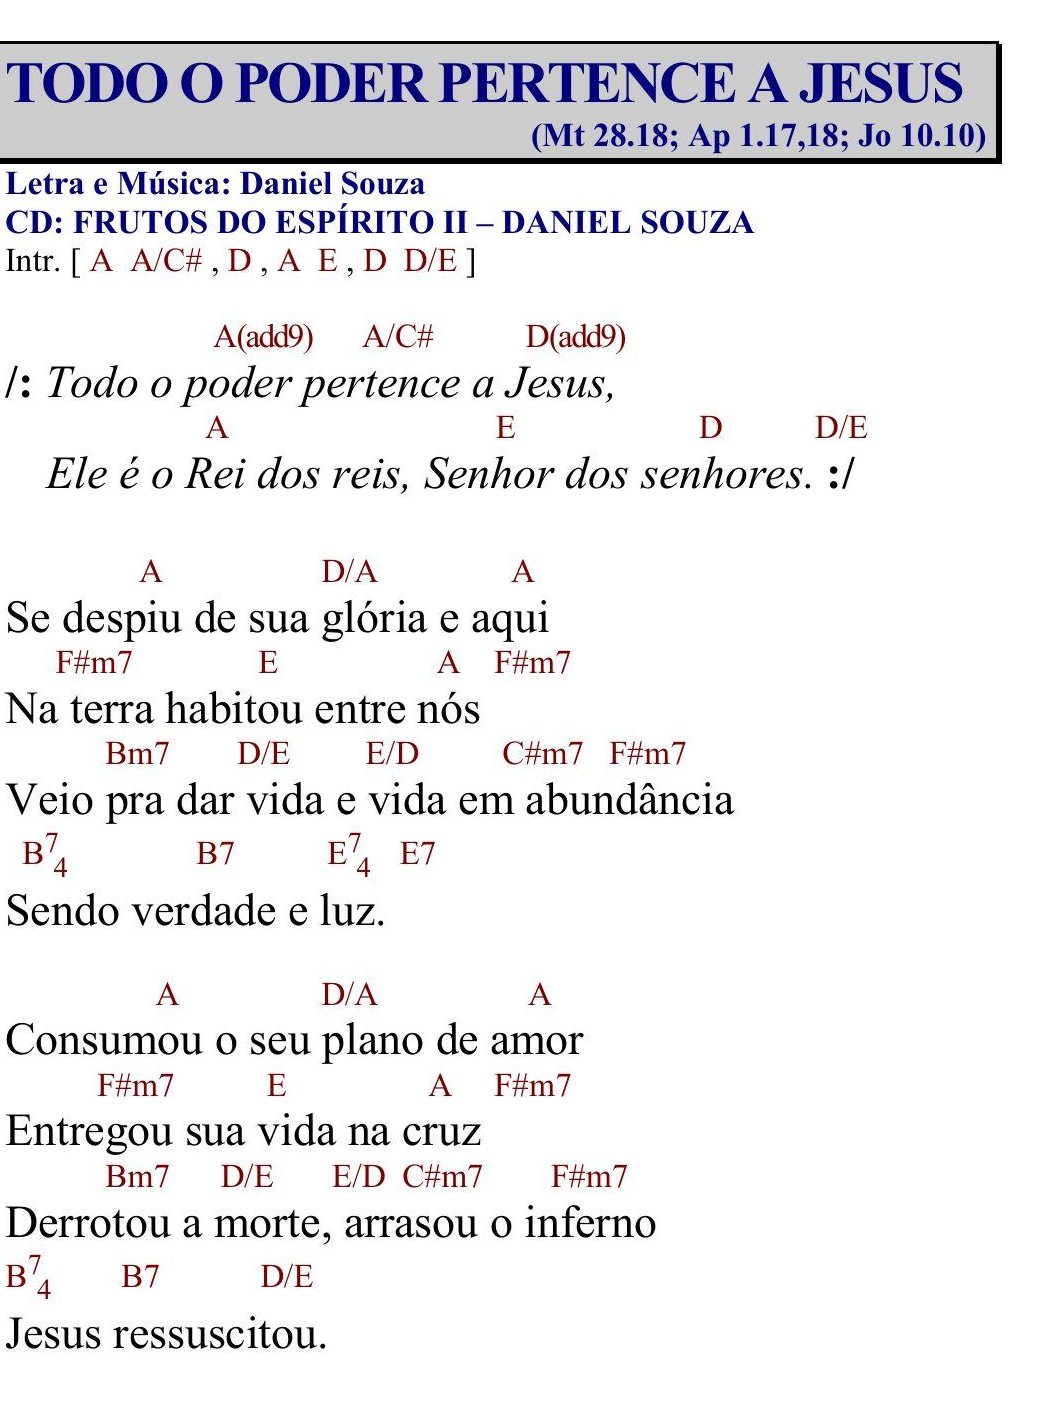 TODO O PODER PERTENCE A JESUS
(Mt 28.18; Ap 1.17,18; Jo 10.10)
Letra e Música: Daniel Souza
CD: FRUTOS DO ESPÍRITO II – DANIEL SOUZA
Intr. [ A A/C# , D , A E , D D/E ]
A(add9) A/C# D(add9)
/: Todo o poder pertence a Jesus,
A E D D/E
Ele é o Rei dos reis, Senhor dos senhores. :/
A D/A A
Se despiu de sua glória e aqui
F#m7 E A F#m7
Na terra habitou entre nós
Bm7 D/E E/D C#m7 F#m7
Veio pra dar vida e vida em abundância
B7 4 B7 E7 4 E7
Sendo verdade e luz.
A D/A A
Consumou o seu plano de amor
F#m7 E A F#m7
Entregou sua vida na cruz
Bm7 D/E E/D C#m7 F#m7
Derrotou a morte, arrasou o inferno
B7 4 B7 D/E
Jesus ressuscitou.